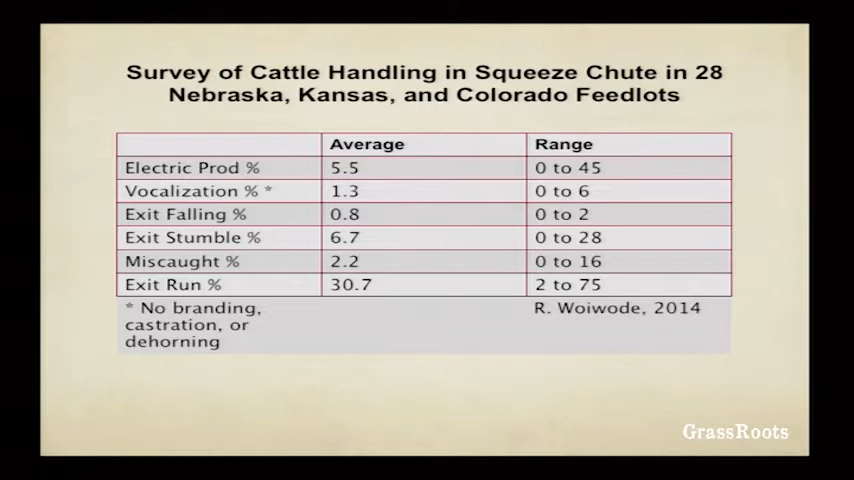 Survey of Cattle Handling in Squeeze Chute in 28
Nebraska, Kansas, and Colorado Feedlots
Average Range
Electric Prod % 5.5 0 to 45
Vocalization % * 1.3 0 to 6
Exit Falling % 0.8 0 to 2
Exit Stumble % 6.7 0 to 28
Miscaught % 2.2 0 to 16
Exit Run % 30.7 2 to 75
* No branding, R. Woiwode, 2014
castration, or
dehorning
GrassRoots